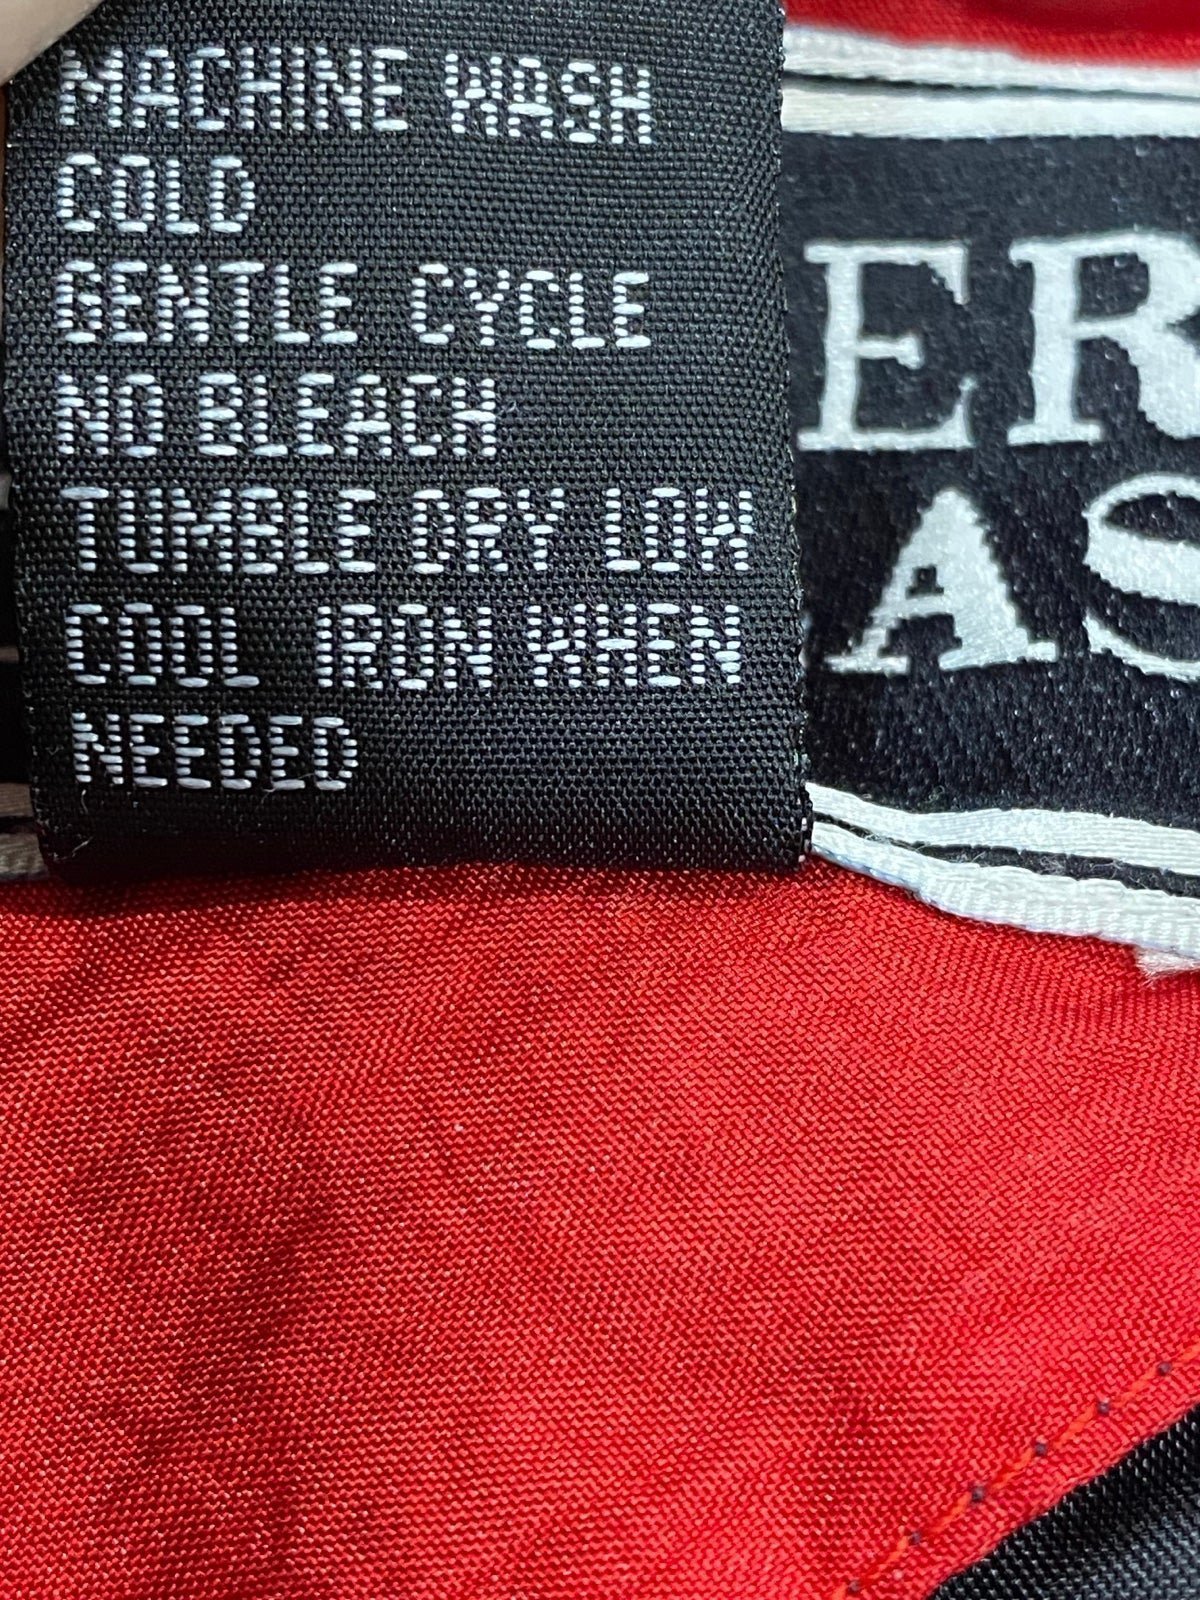 MACHINE WASH
COLD
GENTLE CYCLE
NO BLEACH
TUMBLE DRY LOW
COOL IRON WHEN
NEEDED
ER
AS